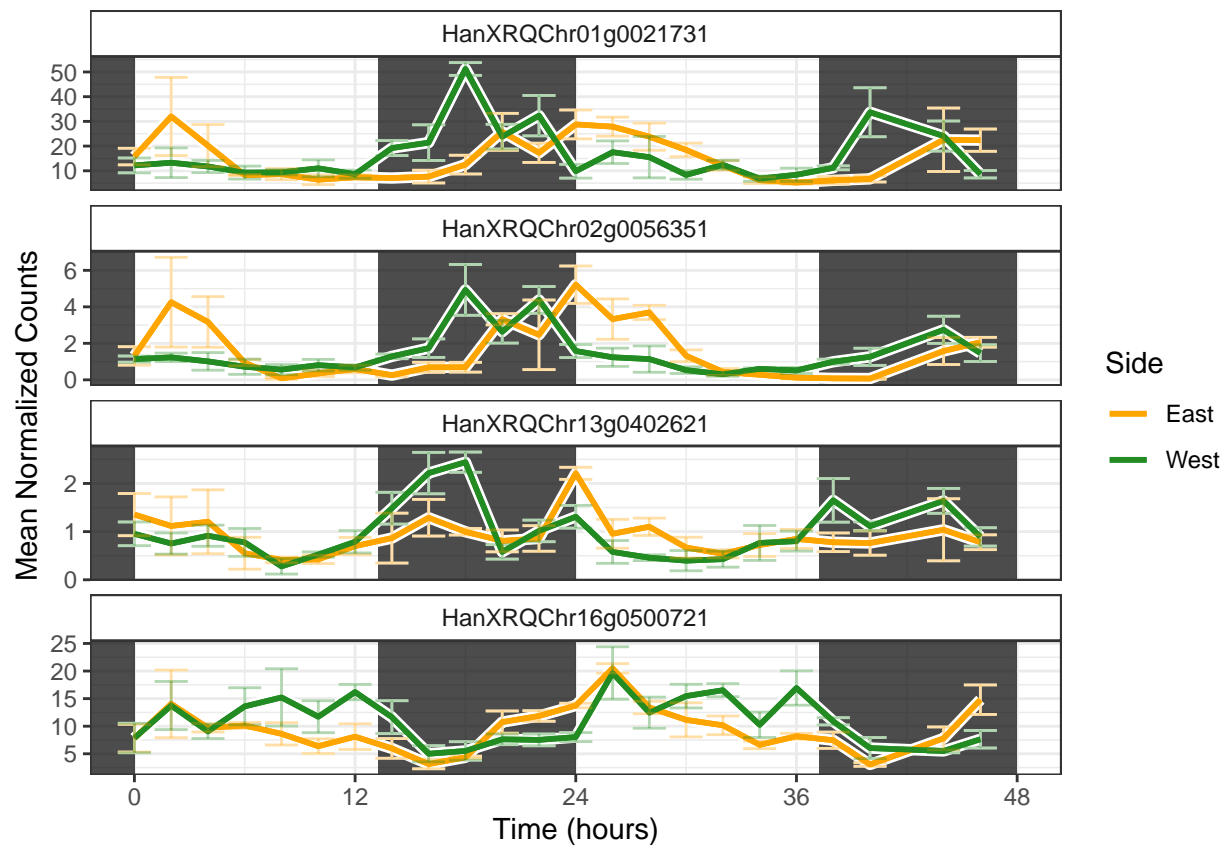 HanXRQChr01g0021731
50
40
30
20
10
HanXRQChr02g0056351
6
4
2
0
HanXRQChr13g0402621
2
1
0
HanXRQChr16g0500721
25
20
15
10
5
0 12 24 36 48
Time (hours)
Mean Normalized Counts
Side
East
West